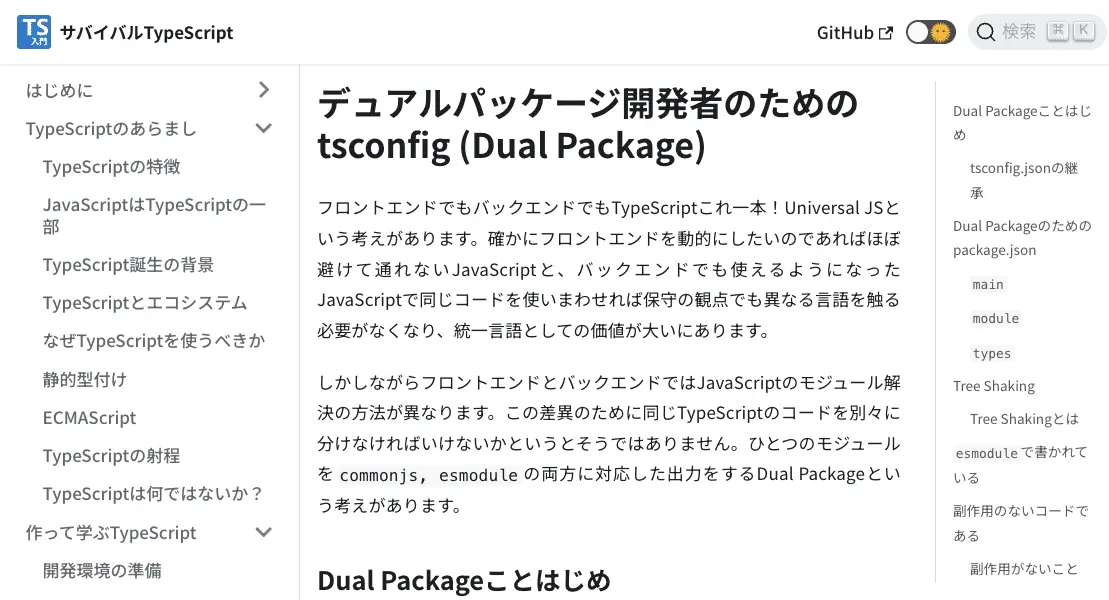 TS
入門
サバイバルTypeScript
GitHub
検索
⌘
K
はじめに
TypeScriptのあらまし
TypeScriptの特徴
JavaScriptはTypeScriptの一
部
TypeScript誕生の背景
TypeScriptとエコシステム
なぜTypeScriptを使うべきか
静的型付け
ECMAScript
TypeScriptの射程
TypeScriptは何ではないか？
作って学ぶTypeScript
開発環境の準備
デュアルパッケージ開発者のための
tsconfig (Dual Package)
フロントエンドでもバックエンドでもTypeScriptこれ一本！Universal JSと
いう考えがあります。確かにフロントエンドを動的にしたいのであればほぼ
避けて通れないJavaScriptと、バックエンドでも使えるようになった
JavaScriptで同じコードを使いまわせれば保守の観点でも異なる言語を触る
必要がなくなり、統一言語としての価値が大いにあります。
しかしながらフロントエンドとバックエンドではJavaScriptのモジュール解
決の方法が異なります。この差異のために同じTypeScriptのコードを別々に
分けなければいけないかというとそうではありません。ひとつのモジュール
を commonjs, esmodule の両方に対応した出力をするDual Packageとい
う考えがあります。
Dual Packageことはじめ
Dual Packageことはじ
め
tsconfig.jsonの継
承
Dual Packageのための
package.json
main
module
types
Tree Shaking
Tree Shakingとは
esmodule で書かれて
いる
副作用のないコードで
ある
副作用がないこと